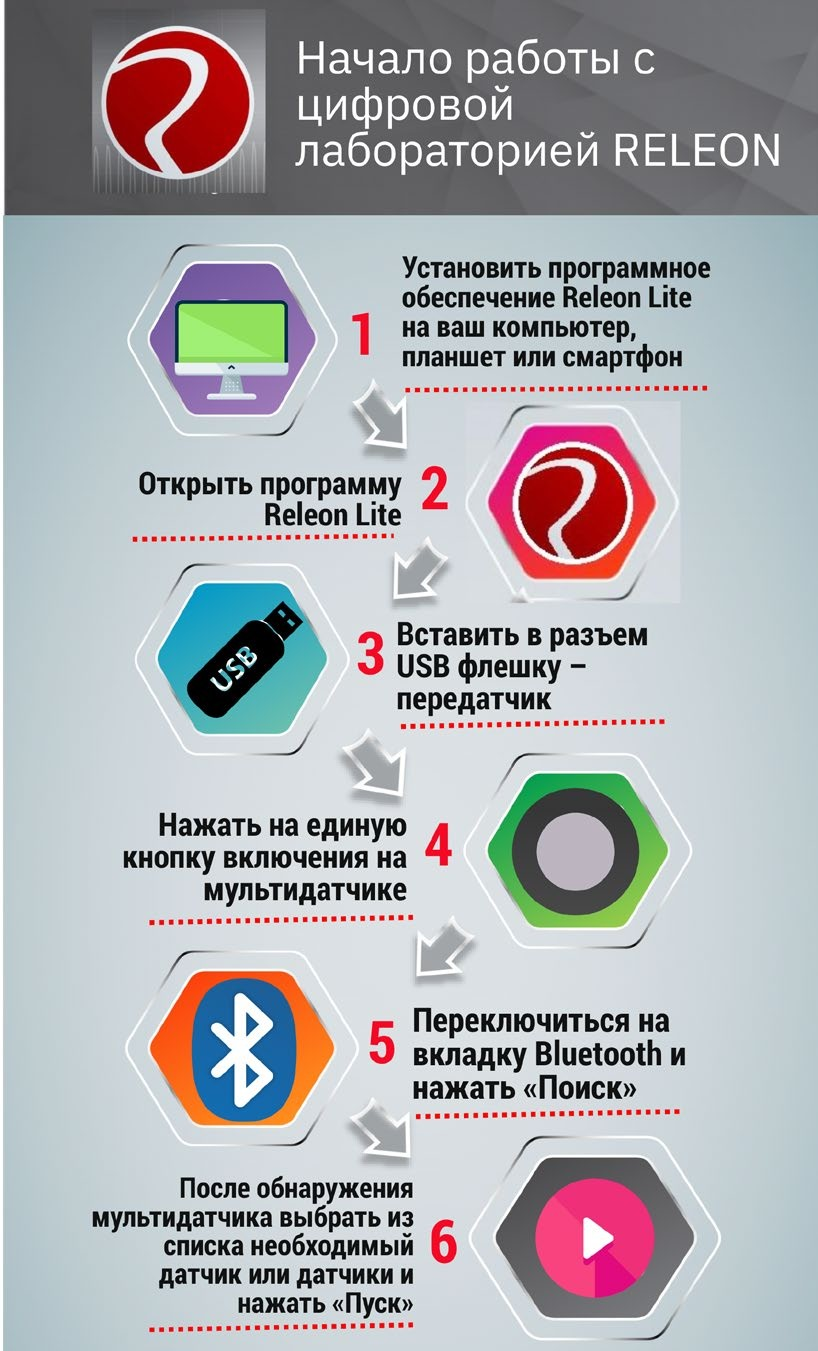 Начало работы с
цифровой
лабораторией RELEON
1
Установить программное
обеспечение Releon Lite
на ваш компьютер,
планшет или смартфон
Открыть программу
Releon Lite
2
USB
3
Вставить в разъем
USB флешку –
передатчик
Нажать на единую
кнопку включения на
мультидатчике
4
5
Переключиться на
вкладку Bluetooth и
нажать «Поиск»
После обнаружения
мультидатчика выбрать из
списка необходимый
датчик или датчики и
нажать «Пуск»
6